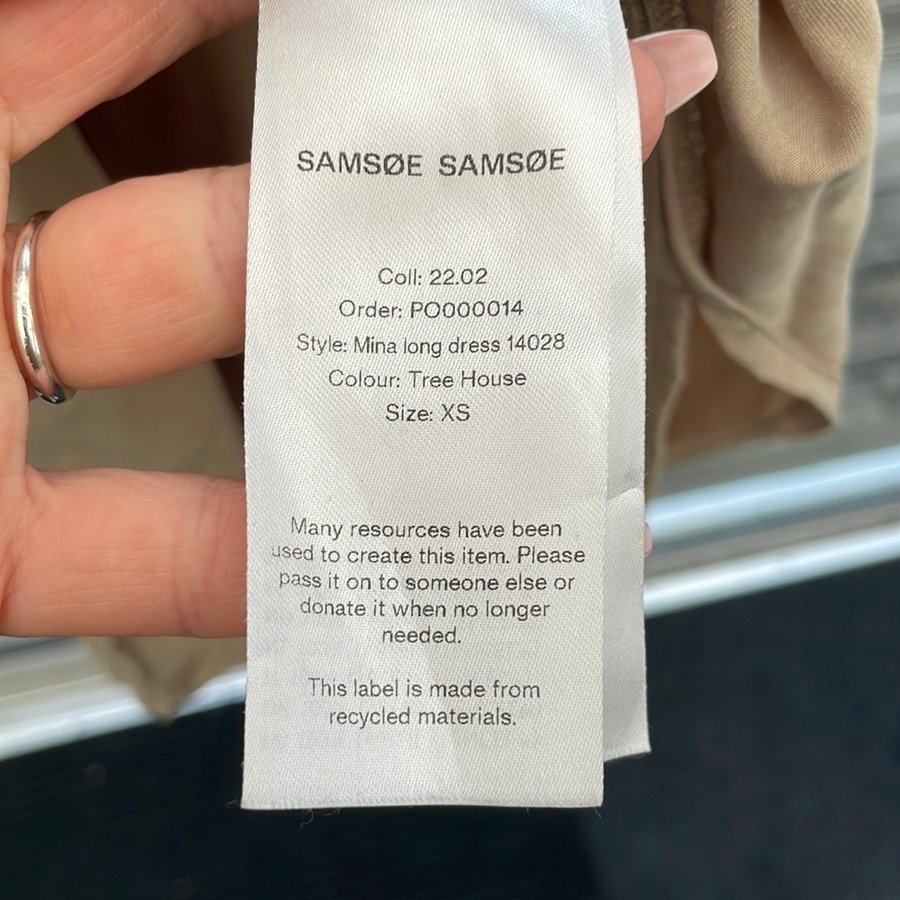 SAMSØE SAMSØE
Coll: 22.02
Order: PO000014
Style: Mina long dress 14028
Colour: Tree House
Size: XS
Many resources have been
used to create this item. Please
pass it on to someone else or
donate it when no longer
needed.
This label is made from
recycled materials.